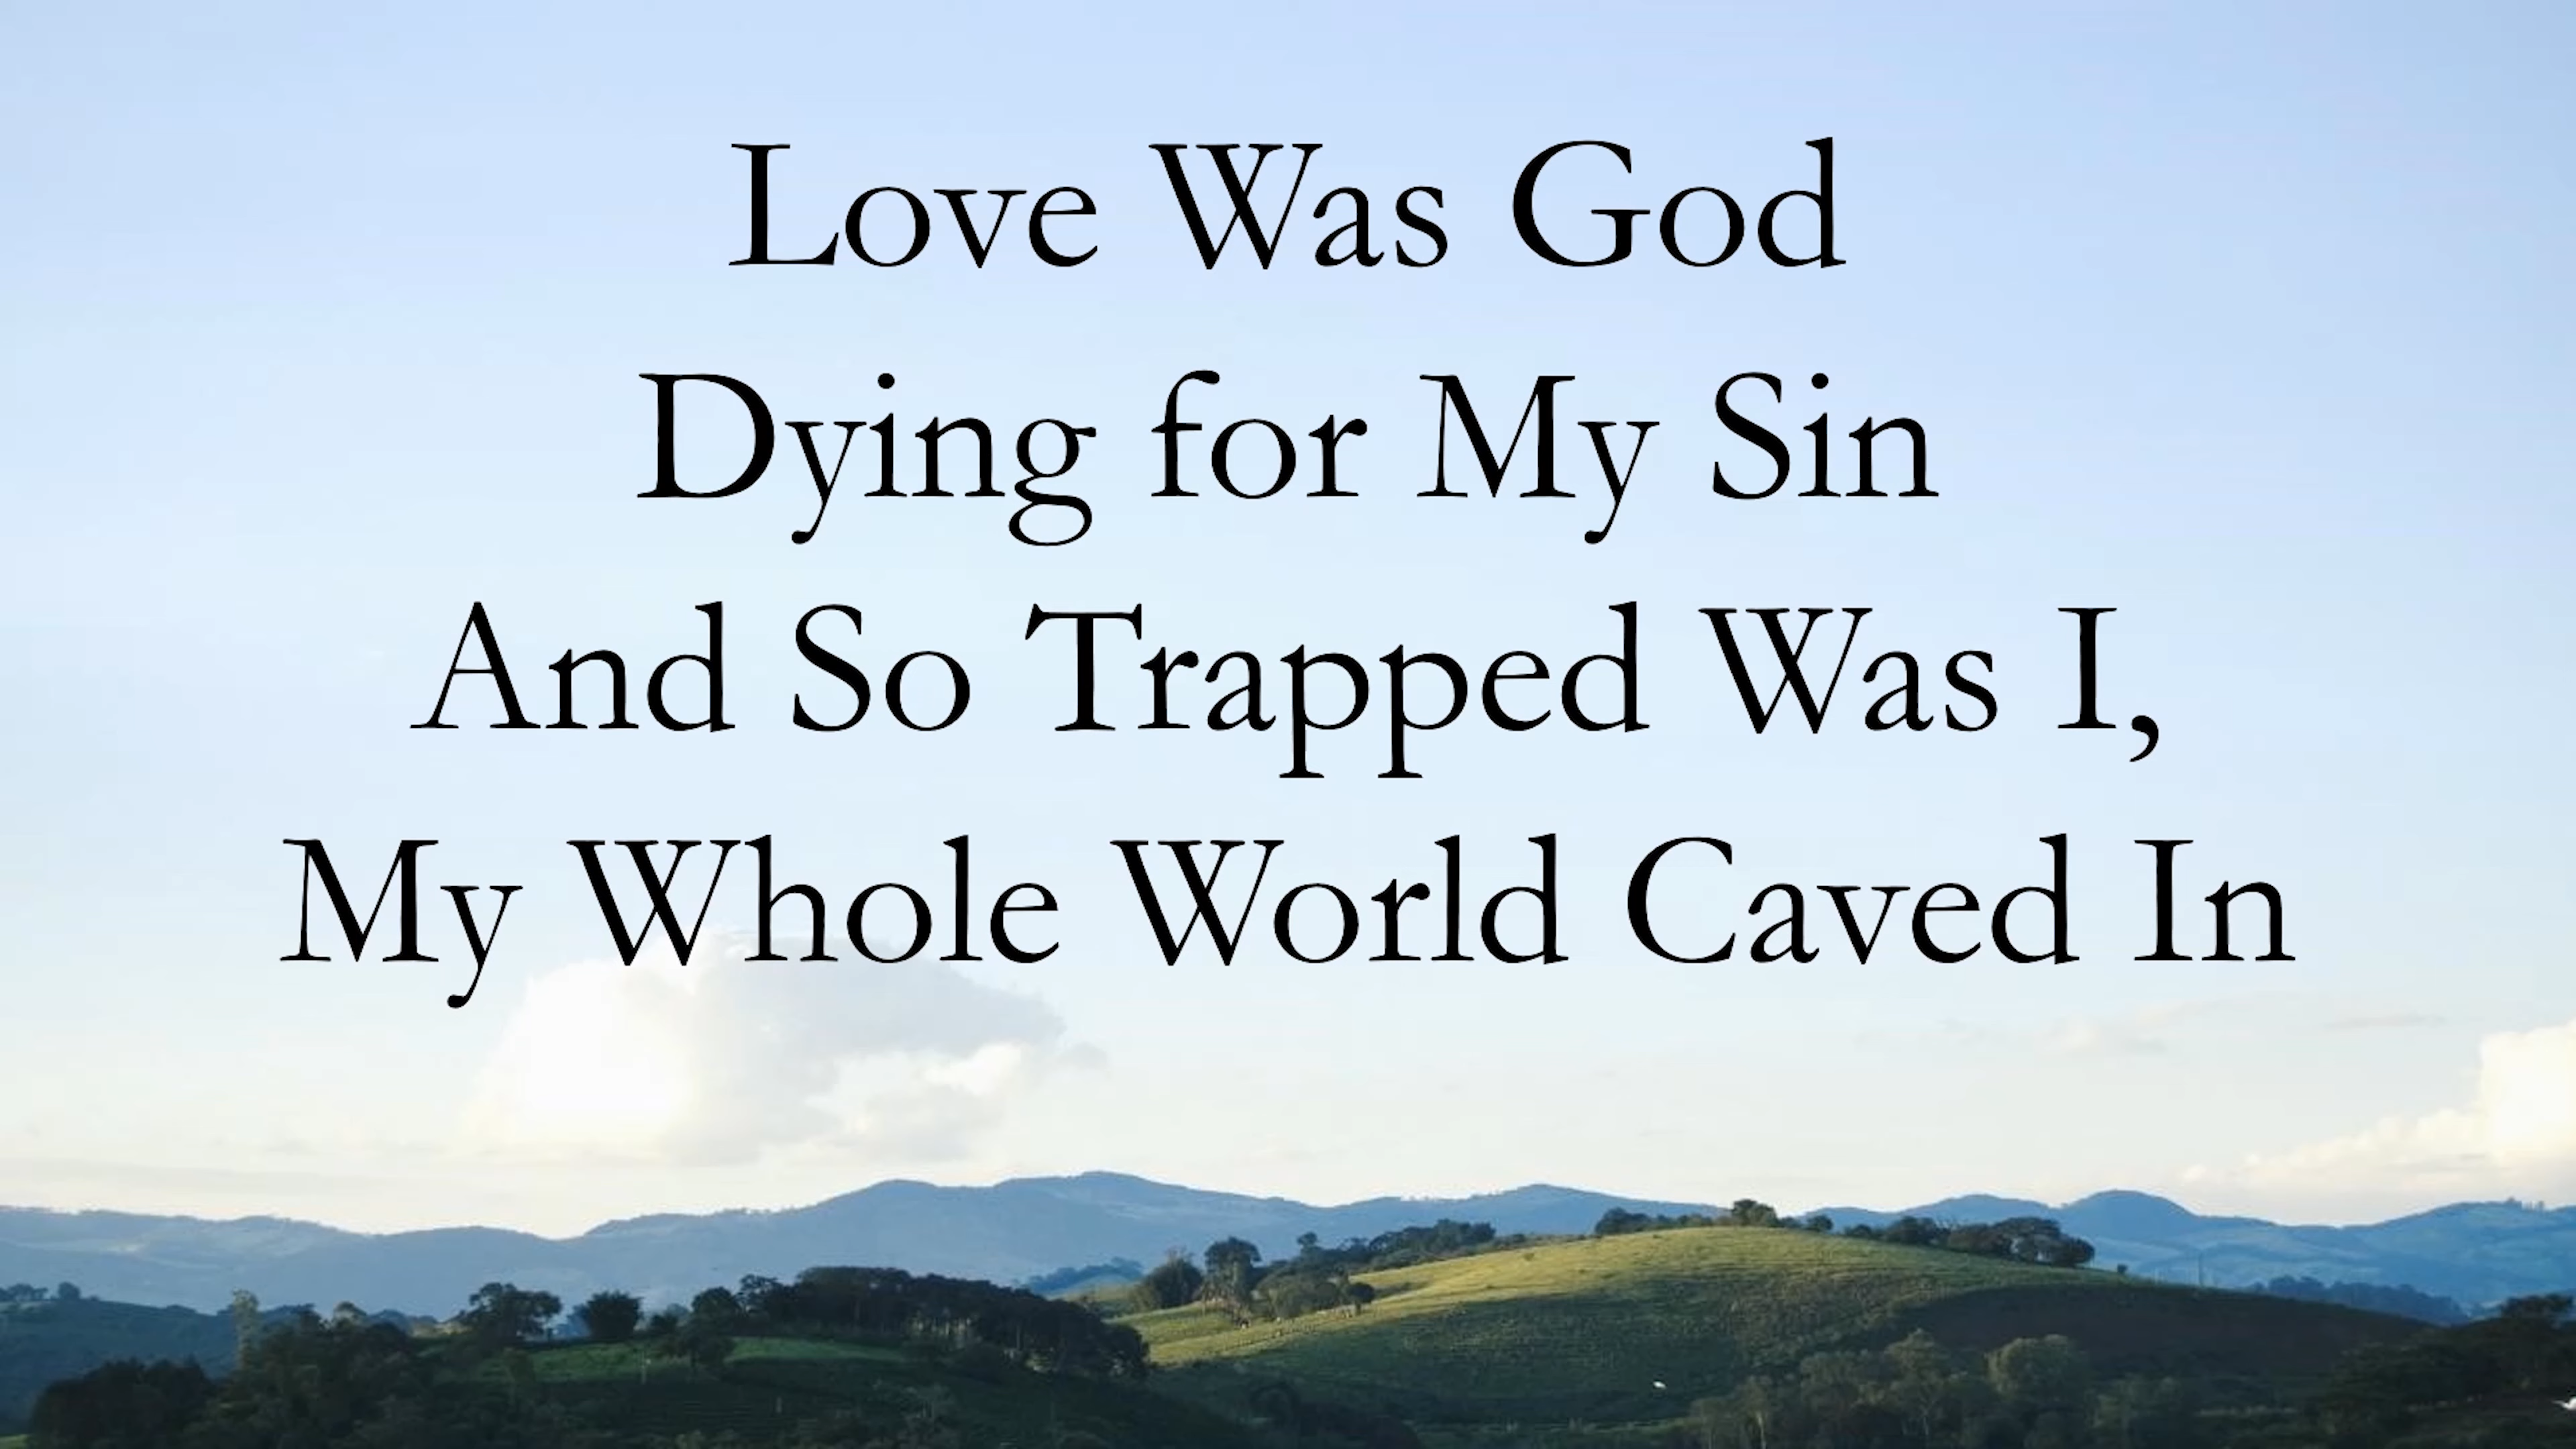 Love Was God
Dying for My Sin
And So Trapped Was I,
My Whole World Caved In